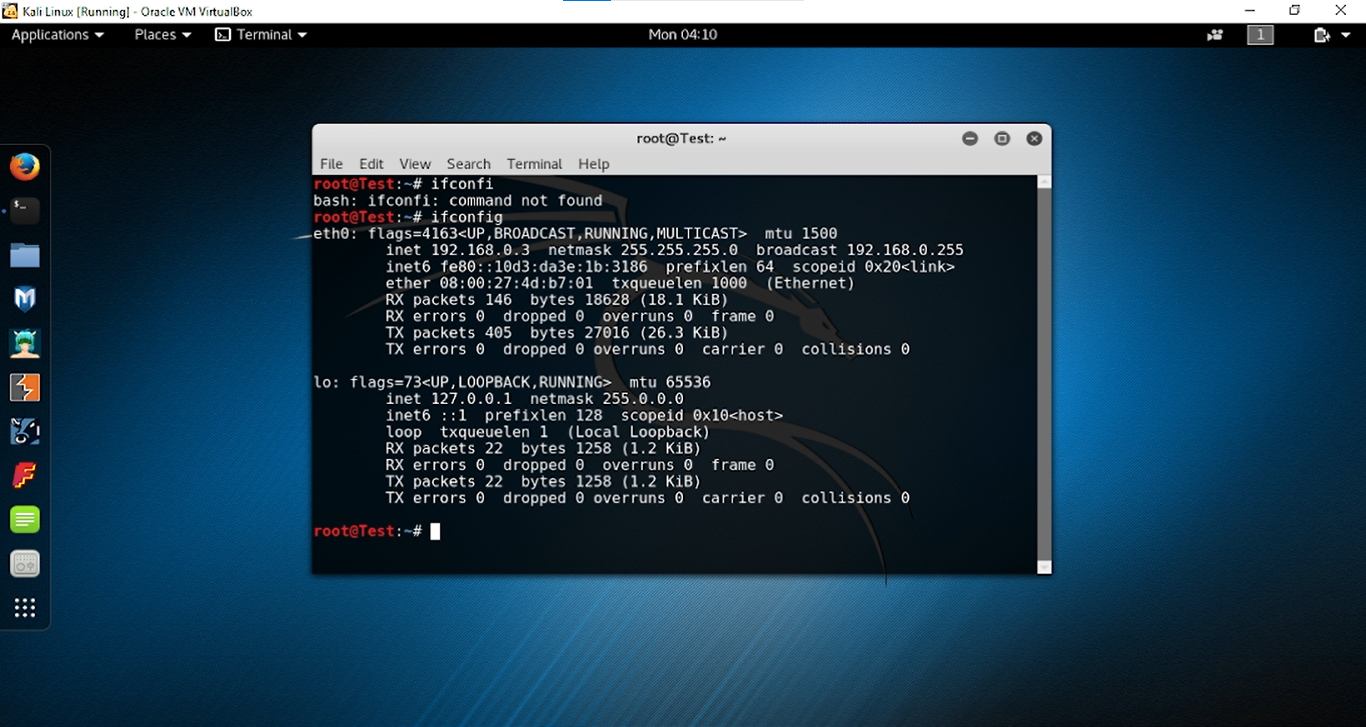 Kali Linux [Running] - Oracle VM VirtualBox
Applications Places Terminal Mon 04:10 1
root@Test: ~
File Edit View Search Terminal Help
root@Test:~# ifconfi
bash: ifconfi: command not found
root@Test:~# ifconfig
eth0: flags=4163<UP,BROADCAST,RUNNING,MULTICAST>  mtu 1500
        inet 192.168.0.3  netmask 255.255.255.0  broadcast 192.168.0.255
        inet6 fe80::10d3:da3e:1b:3186  prefixlen 64  scopeid 0x20<link>
        ether 08:00:27:4d:b7:01  txqueuelen 1000  (Ethernet)
        RX packets 146  bytes 18628 (18.1 KiB)
        RX errors 0  dropped 0  overruns 0  frame 0
        TX packets 405  bytes 27016 (26.3 KiB)
        TX errors 0  dropped 0 overruns 0  carrier 0  collisions 0
lo: flags=73<UP,LOOPBACK,RUNNING>  mtu 65536
        inet 127.0.0.1  netmask 255.0.0.0
        inet6 ::1  prefixlen 128  scopeid 0x10<host>
        loop  txqueuelen 1  (Local Loopback)
        RX packets 22  bytes 1258 (1.2 KiB)
        RX errors 0  dropped 0  overruns 0  frame 0
        TX packets 22  bytes 1258 (1.2 KiB)
        TX errors 0  dropped 0 overruns 0  carrier 0  collisions 0
root@Test:~#